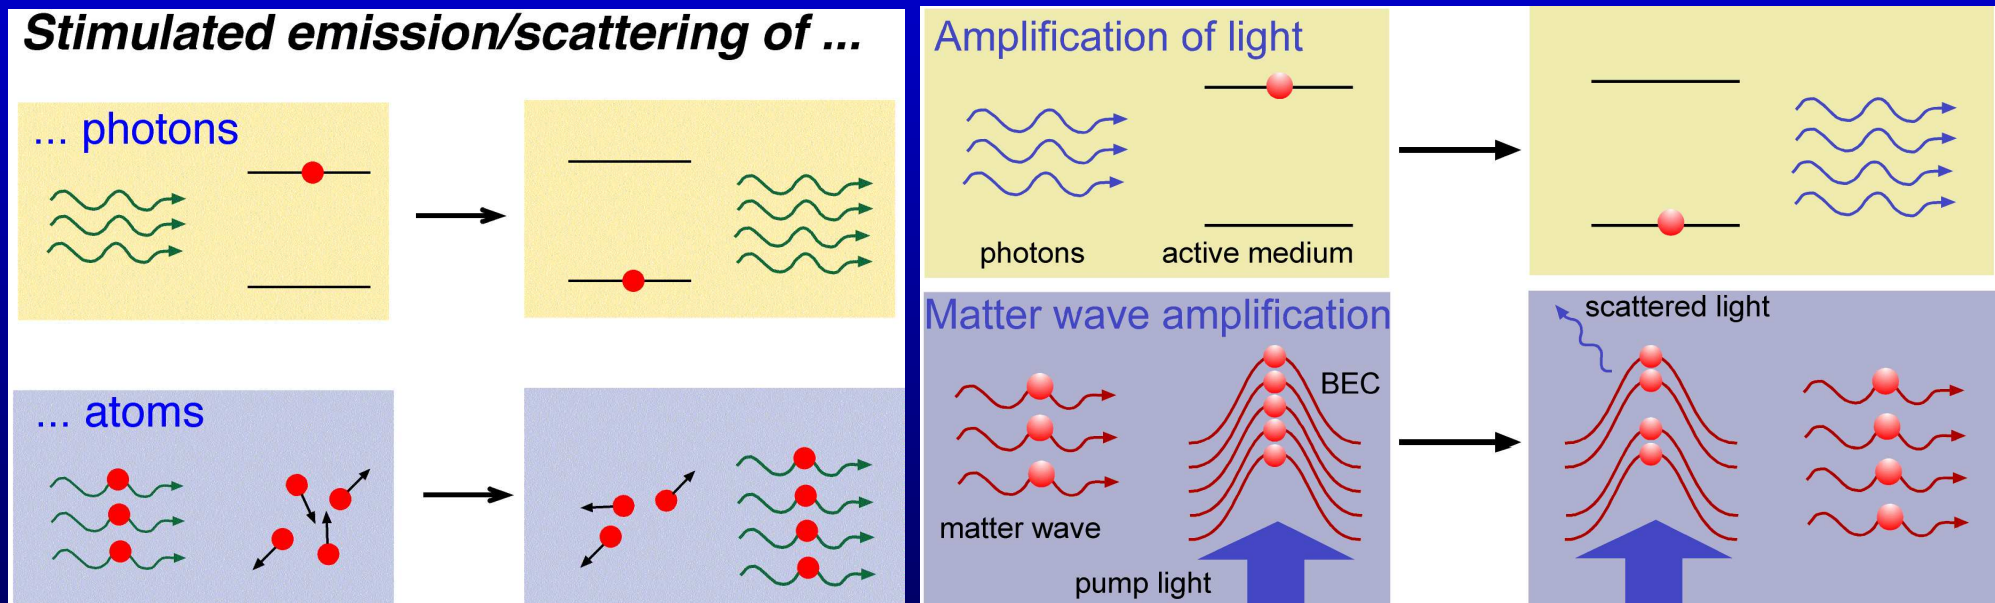 Stimulated emission/scattering of ...
... photons
... atoms
Amplification of light
photons
active medium
Matter wave amplification
BEC
matter wave
pump light
scattered light